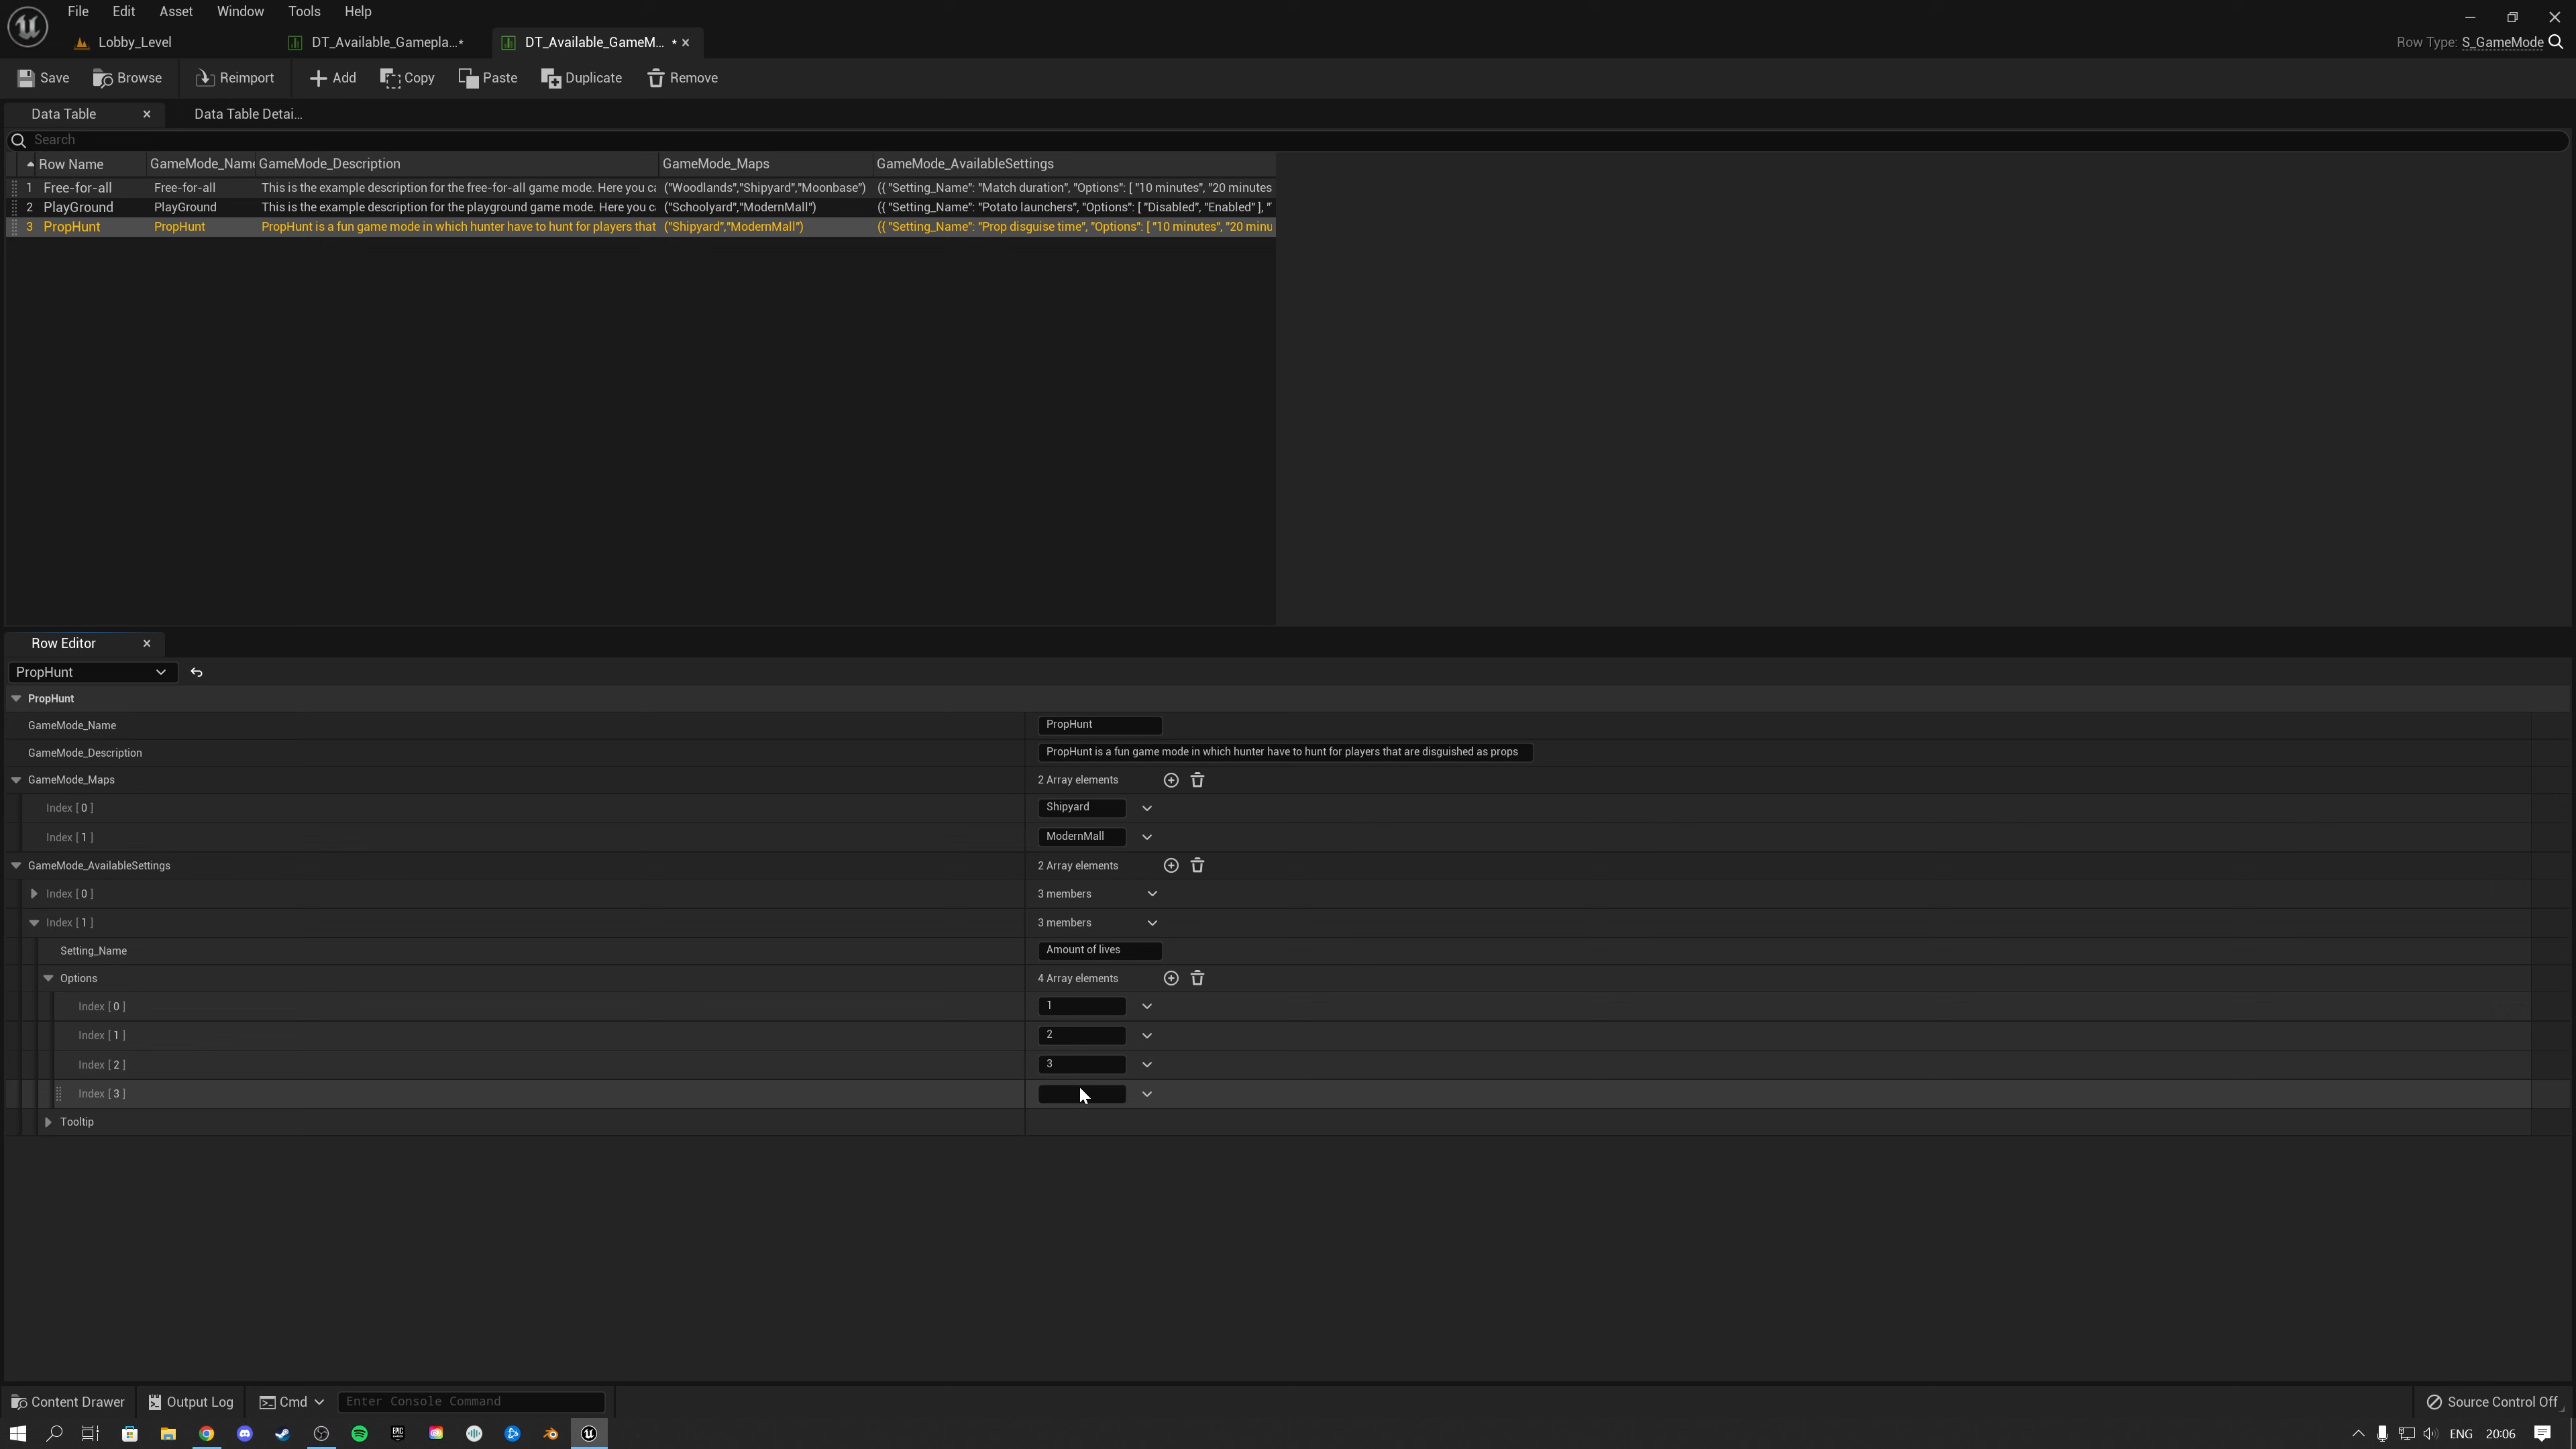 File Edit Asset Window Tools Help
Lobby_Level DT_Available_Gamepla...* DT_Available_GameM... *
Row Type: S_GameMode
Save Browse Reimport Add Copy Paste Duplicate Remove
Data Table Data Table Detai...
Search
Row Name GameMode_Name GameMode_Description GameMode_Maps GameMode_AvailableSettings
1 Free-for-all Free-for-all This is the example description for the free-for-all game mode. Here you ca ("Woodlands","Shipyard","Moonbase") ({ "Setting_Name": "Match duration", "Options": [ "10 minutes", "20 minutes
2 PlayGround PlayGround This is the example description for the playground game mode. Here you c ("Schoolyard","ModernMall") ({ "Setting_Name": "Potato launchers", "Options": [ "Disabled", "Enabled" ], "
3 PropHunt PropHunt PropHunt is a fun game mode in which hunter have to hunt for players that ("Shipyard","ModernMall") ({ "Setting_Name": "Prop disguise time", "Options": [ "10 minutes", "20 minu
Row Editor
PropHunt
PropHunt
GameMode_Name PropHunt
GameMode_Description PropHunt is a fun game mode in which hunter have to hunt for players that are disguished as props
GameMode_Maps 2 Array elements
Index [ 0 ] Shipyard
Index [ 1 ] ModernMall
GameMode_AvailableSettings 2 Array elements
Index [ 0 ] 3 members
Index [ 1 ] 3 members
Setting_Name Amount of lives
Options 4 Array elements
Index [ 0 ] 1
Index [ 1 ] 2
Index [ 2 ] 3
Index [ 3 ]
Tooltip
Content Drawer Output Log Cmd Enter Console Command Source Control Off
EPIC ENG 20:06